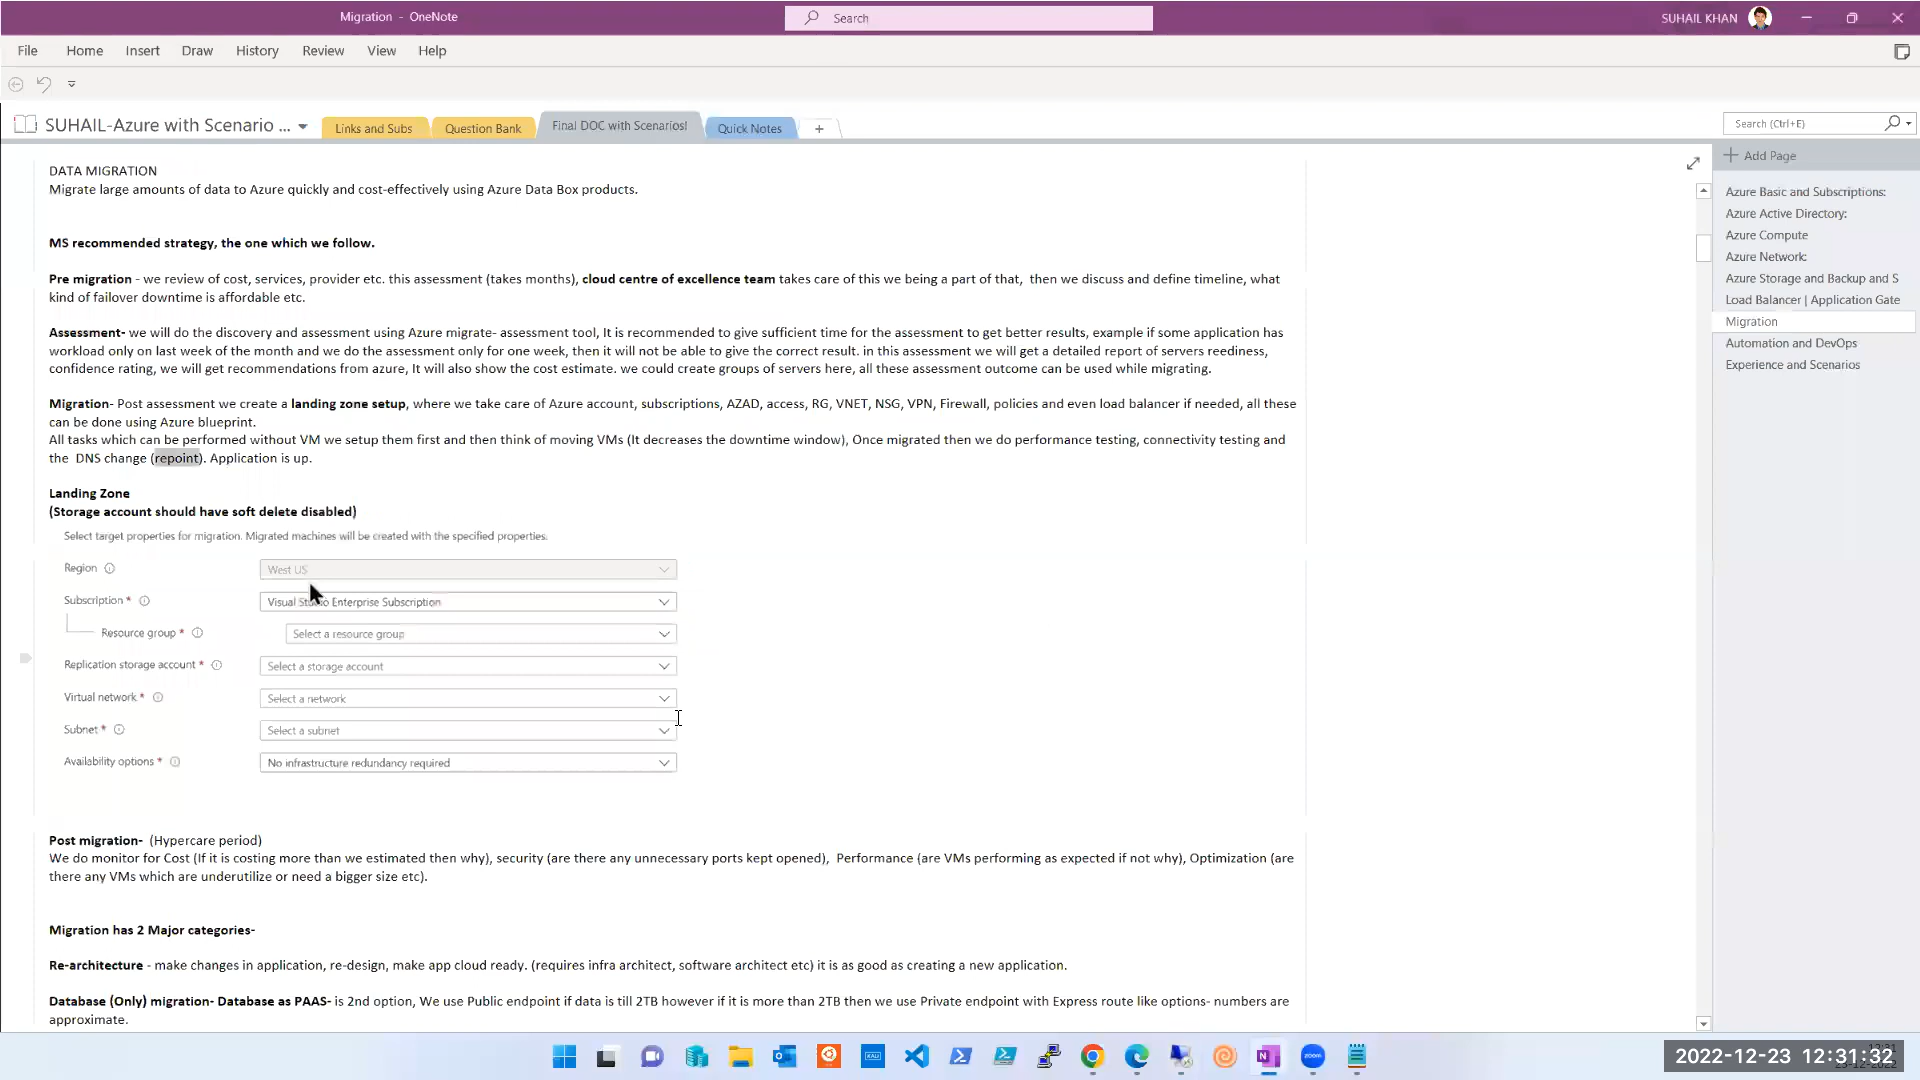 Migration - OneNote
Search
SUHAIL KHAN
File Home Insert Draw History Review View Help
SUHAIL-Azure with Scenario ...
Links and Subs
Question Bank
Final DOC with Scenarios!
Quick Notes
Search (Ctrl+E)
DATA MIGRATION
Migrate large amounts of data to Azure quickly and cost-effectively using Azure Data Box products.
MS recommended strategy, the one which we follow.
Pre migration - we review of cost, services, provider etc. this assessment (takes months), cloud centre of excellence team takes care of this we being a part of that, then we discuss and define timeline, what
kind of failover downtime is affordable etc.
Assessment- we will do the discovery and assessment using Azure migrate- assessment tool, It is recommended to give sufficient time for the assessment to get better results, example if some application has
workload only on last week of the month and we do the assessment only for one week, then it will not be able to give the correct result. in this assessment we will get a detailed report of servers reediness,
confidence rating, we will get recommendations from azure, It will also show the cost estimate. we could create groups of servers here, all these assessment outcome can be used while migrating.
Migration- Post assessment we create a landing zone setup, where we take care of Azure account, subscriptions, AZAD, access, RG, VNET, NSG, VPN, Firewall, policies and even load balancer if needed, all these
can be done using Azure blueprint.
All tasks which can be performed without VM we setup them first and then think of moving VMs (It decreases the downtime window), Once migrated then we do performance testing, connectivity testing and
the DNS change (repoint). Application is up.
Landing Zone
(Storage account should have soft delete disabled)
Select target properties for migration. Migrated machines will be created with the specified properties.
Region West US
Subscription * Visual Studio Enterprise Subscription
Resource group * Select a resource group
Replication storage account * Select a storage account
Virtual network * Select a network
Subnet * Select a subnet
Availability options * No infrastructure redundancy required
Post migration- (Hypercare period)
We do monitor for Cost (If it is costing more than we estimated then why), security (are there any unnecessary ports kept opened), Performance (are VMs performing as expected if not why), Optimization (are
there any VMs which are underutilize or need a bigger size etc).
Migration has 2 Major categories-
Re-architecture - make changes in application, re-design, make app cloud ready. (requires infra architect, software architect etc) it is as good as creating a new application.
Database (Only) migration- Database as PAAS- is 2nd option, We use Public endpoint if data is till 2TB however if it is more than 2TB then we use Private endpoint with Express route like options- numbers are
approximate.
Add Page
Azure Basic and Subscriptions:
Azure Active Directory:
Azure Compute
Azure Network:
Azure Storage and Backup and S
Load Balancer | Application Gate
Migration
Automation and DevOps
Experience and Scenarios
2022-12-23 12:31:32